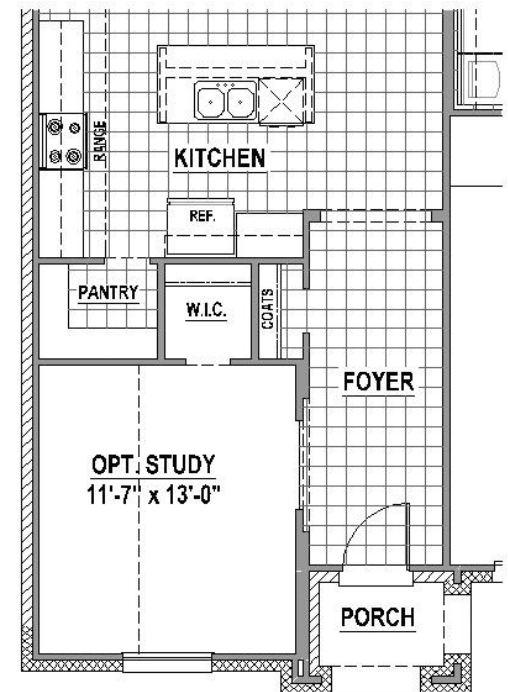 RANGE
KITCHEN
REF.
PANTRY
W.I.C.
COATS
FOYER
OPT. STUDY
11'-7" x 13'-0"
PORCH